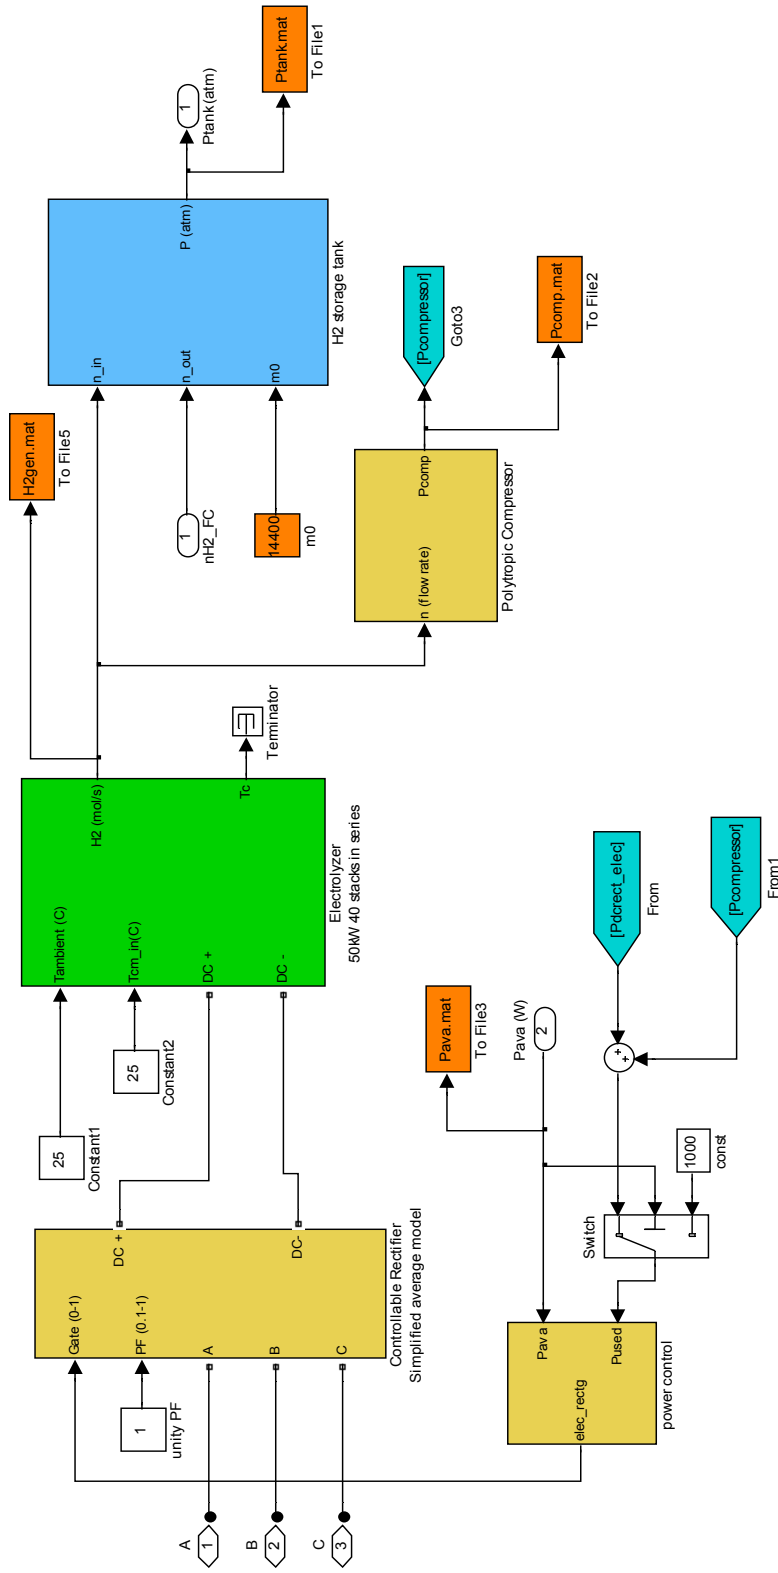 A
1
B
2
C
3
1
unity PF
Gate (0-1)
PF (0.1-1)
A
B
C
DC +
DC-
Controllable Rectifier
Simplified average model
25
Constant1
25
Constant2
Tambient (C)
Tcm_in(C)
DC +
DC -
H2 (mol/s)
Tc
Electrolyzer
50kW 40 stacks in series
Terminator
H2gen.mat
To File5
1
nH2_FC
14400
m0
n_in
n_out
m0
P (atm)
H2 storage tank
1
Ptank(atm)
Ptank.mat
To File1
n (flow rate)
Pcomp
Polytropic Compressor
[Pcompressor]
Goto3
Pcomp.mat
To File2
elec_rectg
Pava
Pused
power control
Switch
1000
const
Pava.mat
To File3
Pava (W)
2
+
+
[Pdcrect_elec]
From
[Pcompressor]
From1